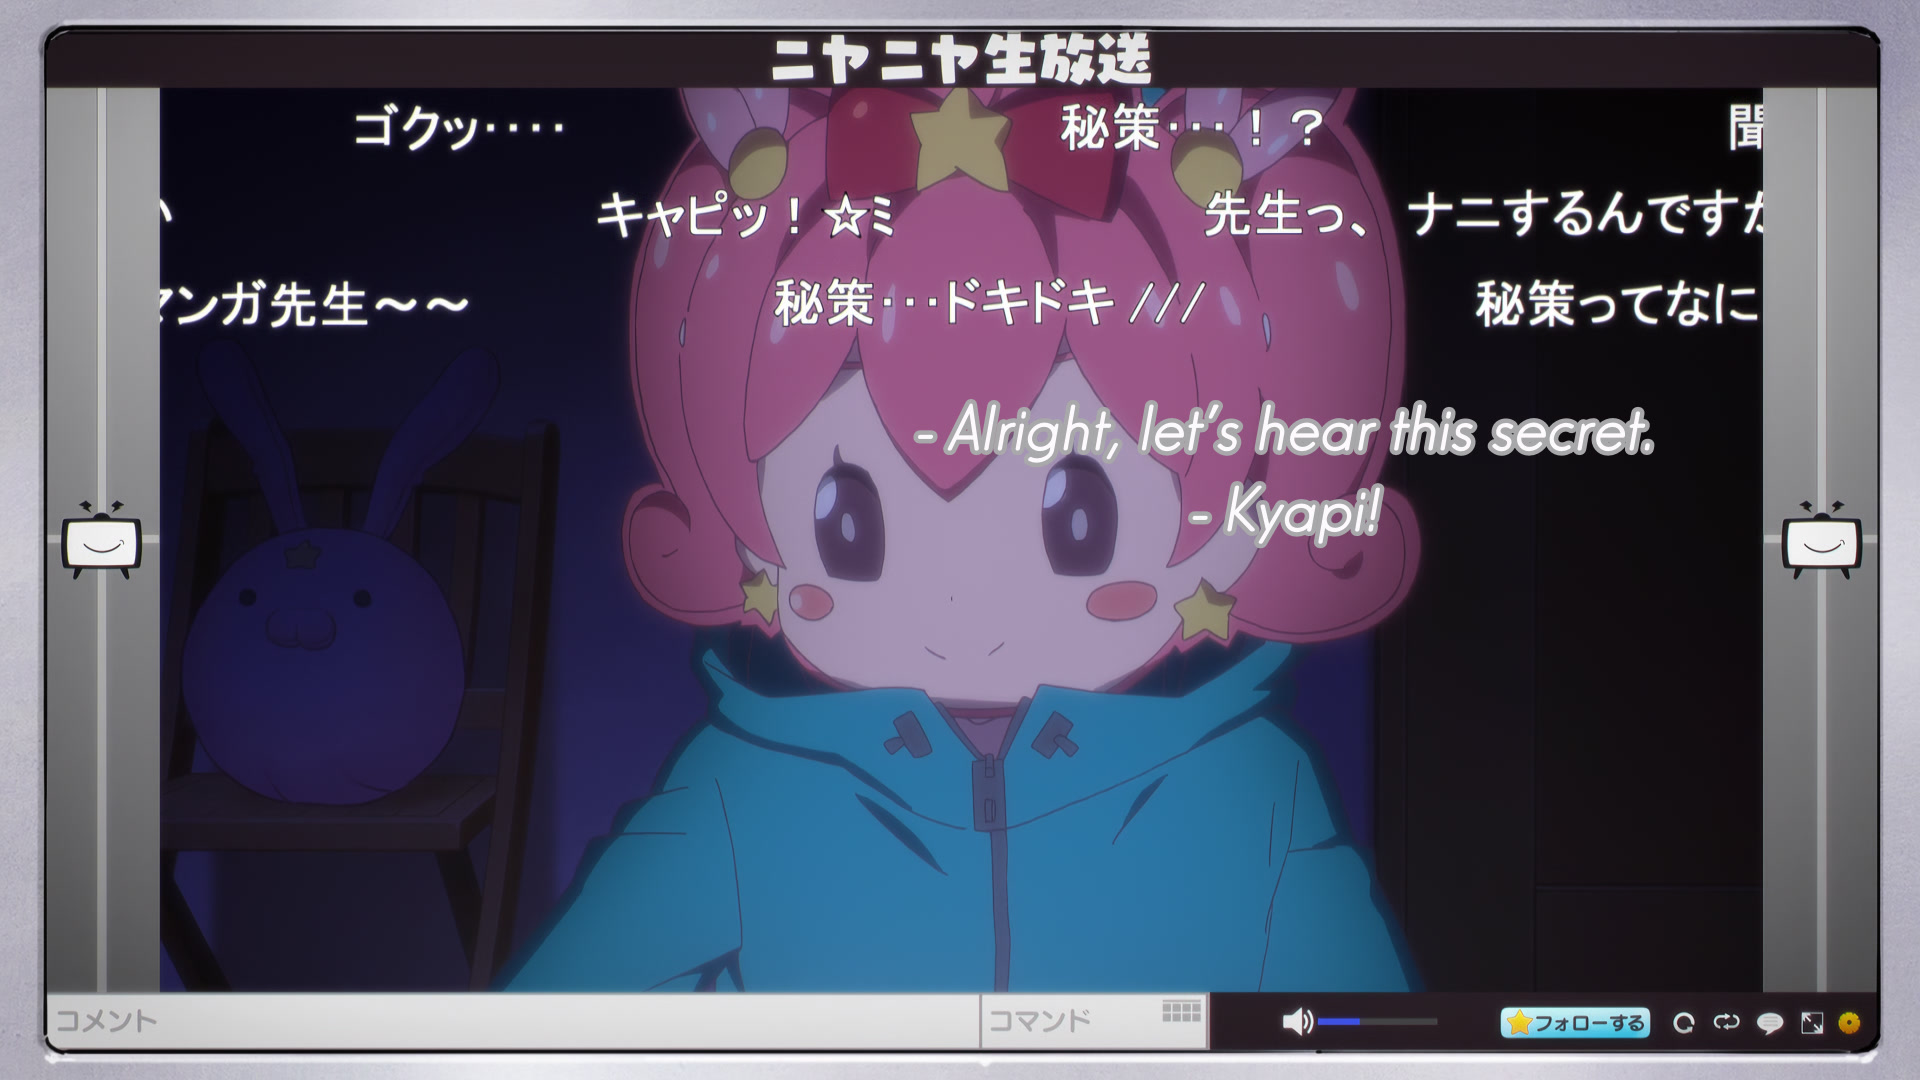 ニヤニヤ生放送
ゴクッ････
秘策･･･！？
聞
い
キャピッ！☆ミ
先生っ、ナニするんですか
マンガ先生～～
秘策･･･ドキドキ ///
秘策ってなに
- Alright, let's hear this secret.
- Kyapi!
コメント
コマンド
フォローする